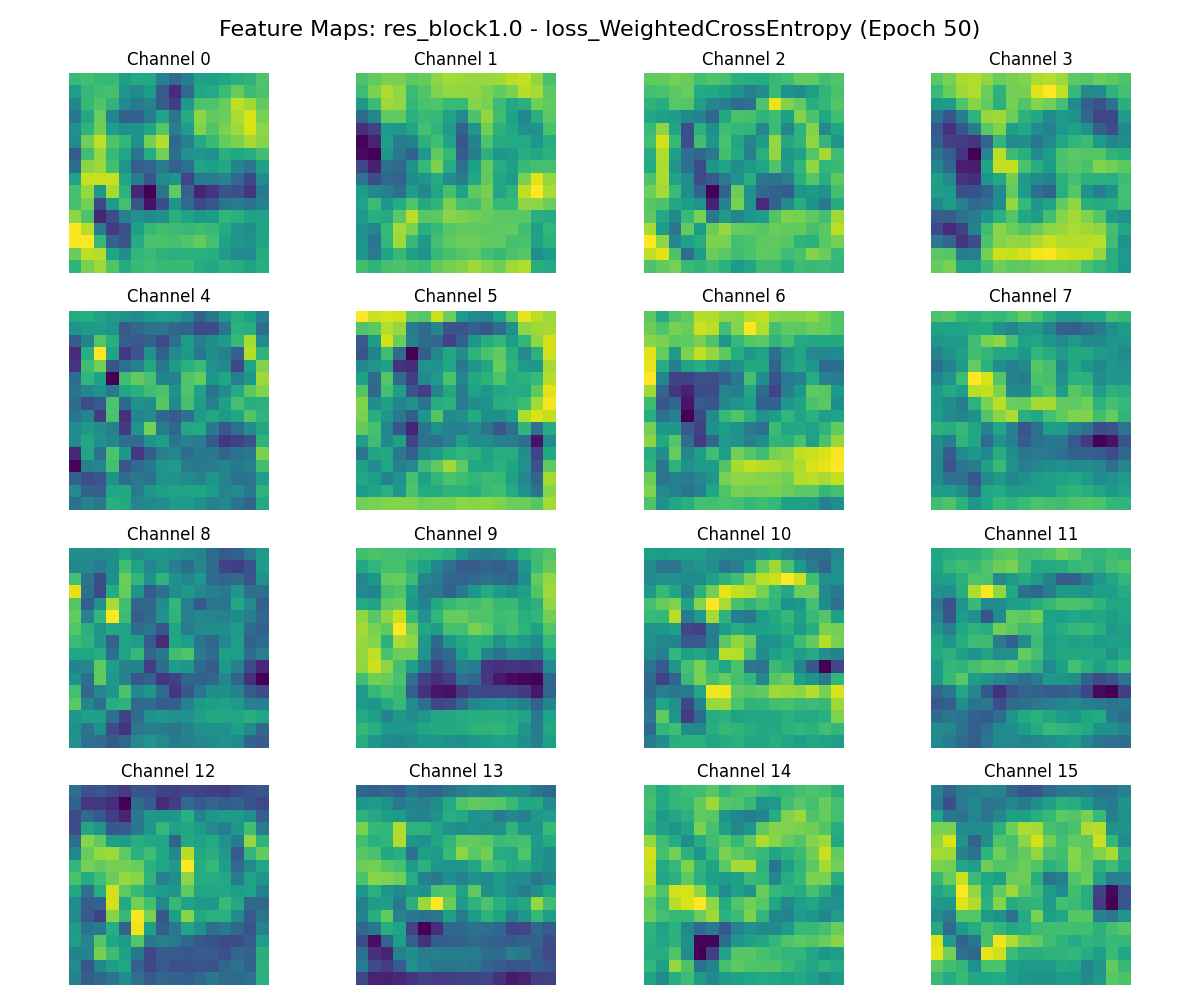 Feature Maps: res_block1.0 - loss_WeightedCrossEntropy (Epoch 50)
Channel 0
Channel 1
Channel 2
Channel 3
Channel 4
Channel 5
Channel 6
Channel 7
Channel 8
Channel 9
Channel 10
Channel 11
Channel 12
Channel 13
Channel 14
Channel 15